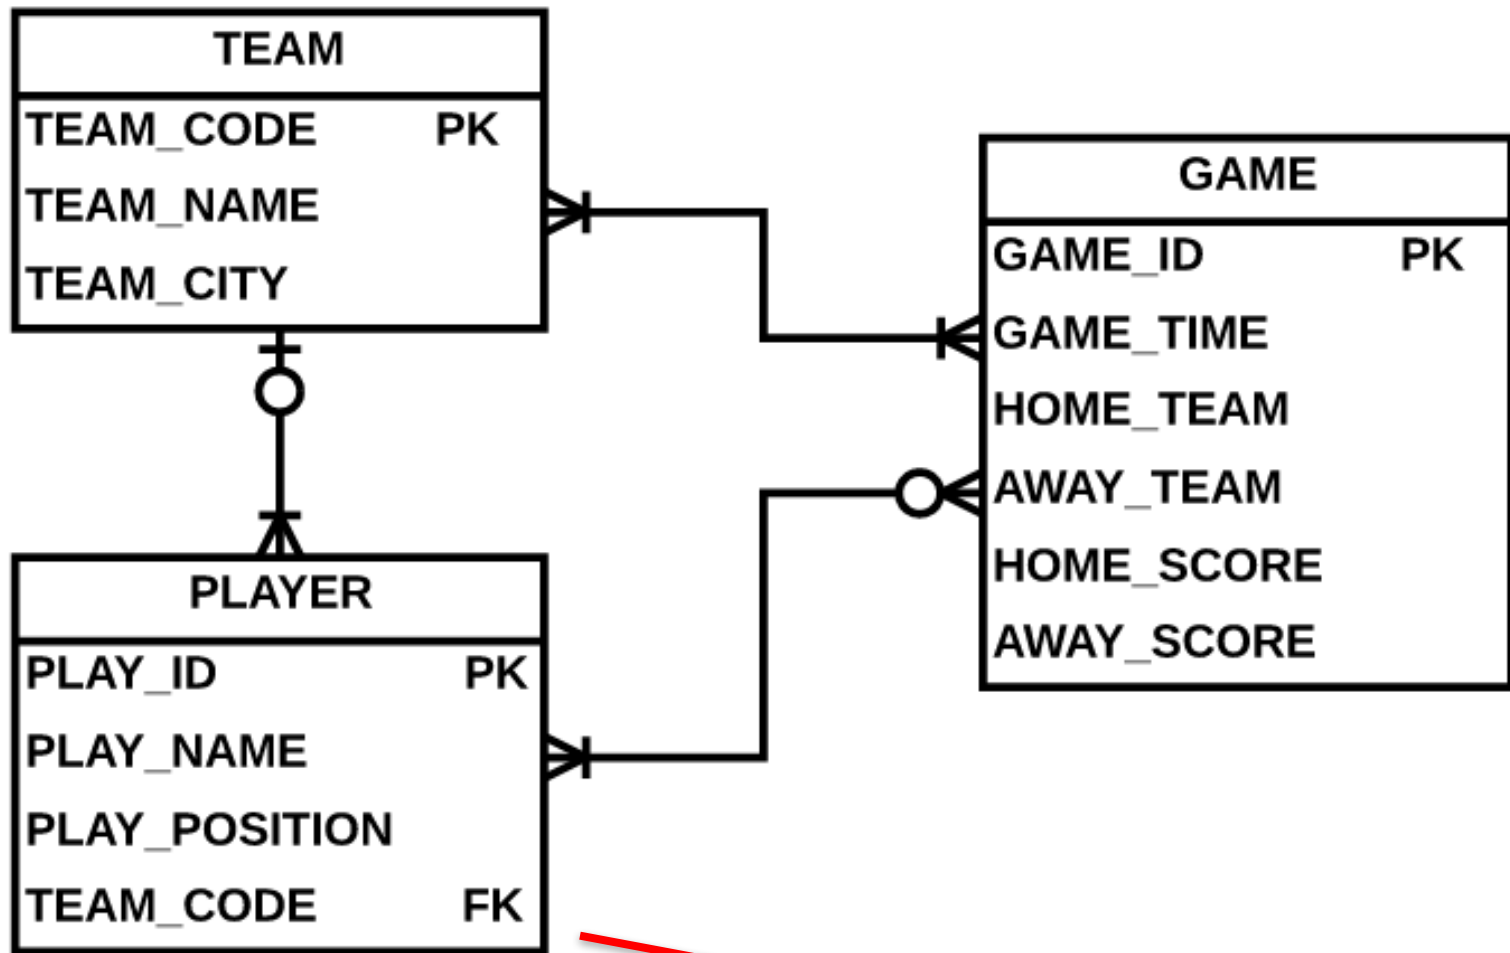 TEAM
TEAM_CODE PK
TEAM_NAME
TEAM_CITY
GAME
GAME_ID PK
GAME_TIME
HOME_TEAM
AWAY_TEAM
HOME_SCORE
AWAY_SCORE
PLAYER
PLAY_ID PK
PLAY_NAME
PLAY_POSITION
TEAM_CODE FK